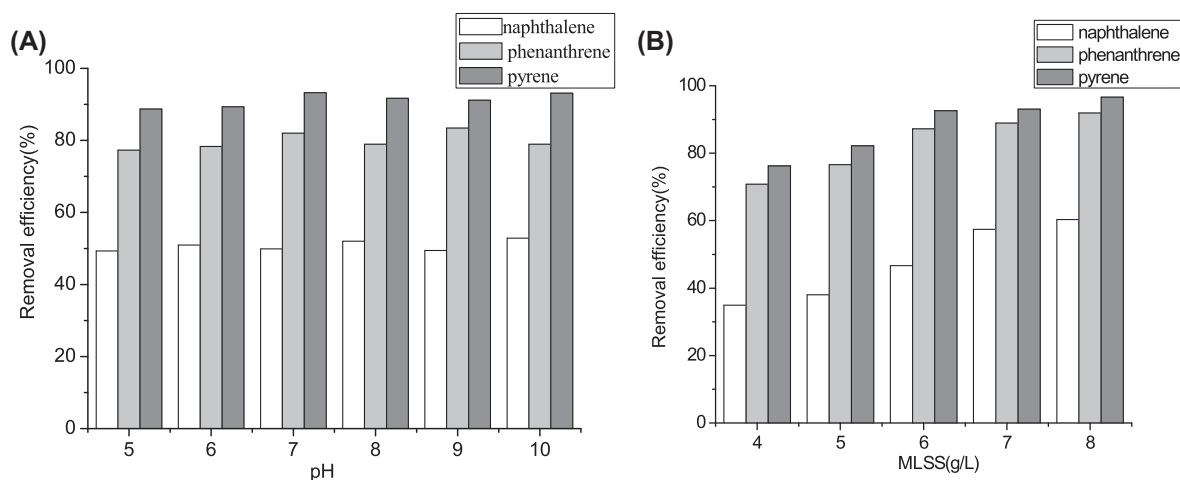 (A)
naphthalene
phenanthrene
pyrene
Removal efficiency(%)
100
80
60
40
20
0
5 6 7 8 9 10
pH
(B)
naphthalene
phenanthrene
pyrene
Removal efficiency(%)
100
80
60
40
20
0
4 5 6 7 8
MLSS(g/L)